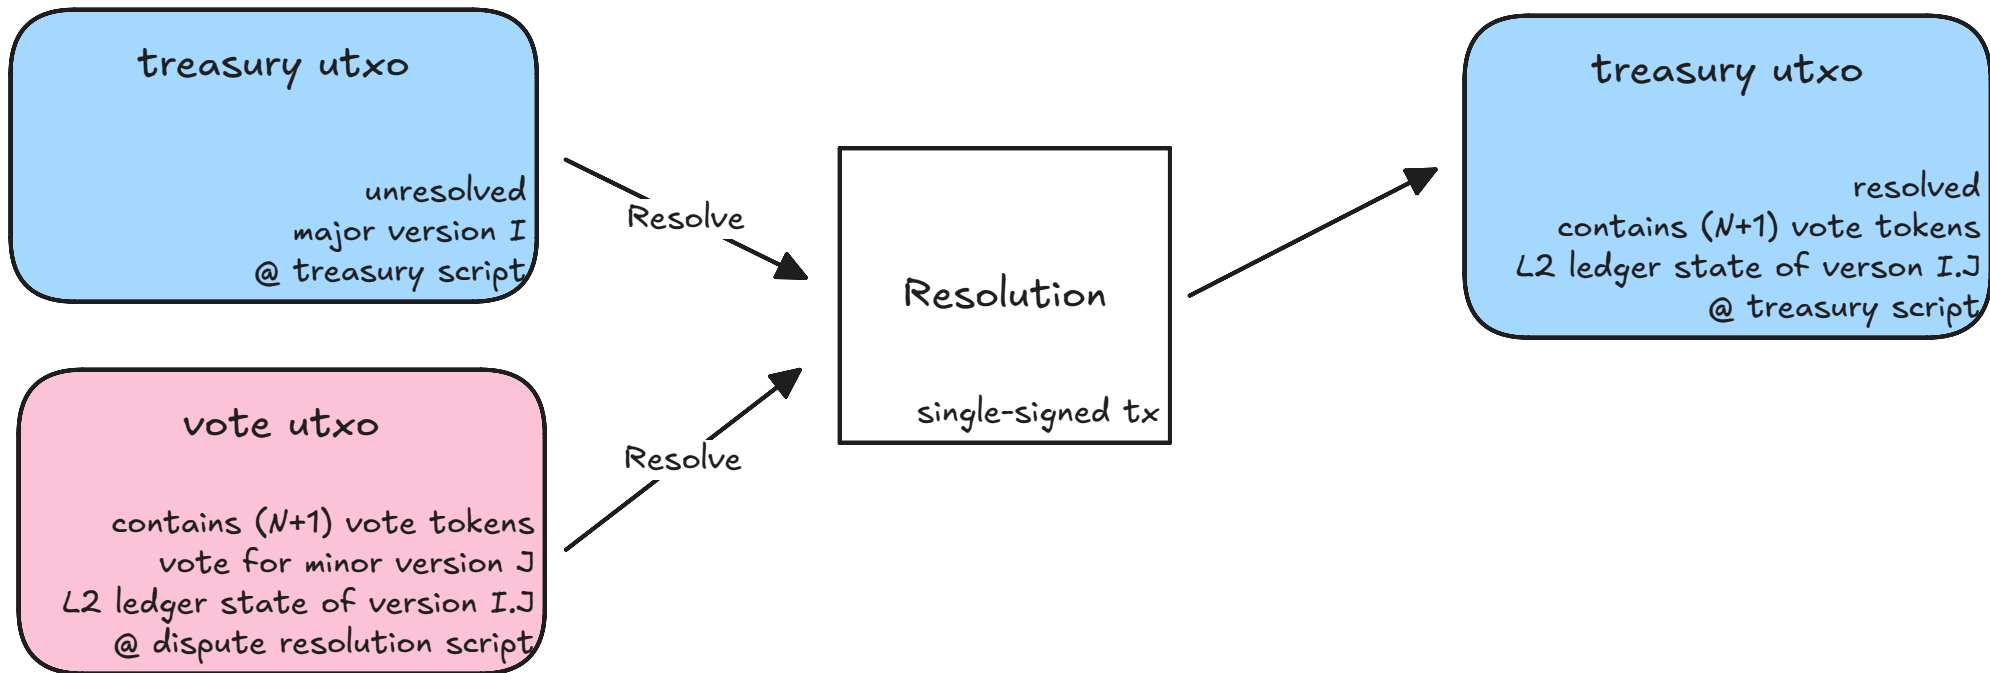 treasury utxo
unresolved
major version I
@ treasury script
Resolve
vote utxo
contains (N+1) vote tokens
vote for minor version J
L2 ledger state of version I.J
@ dispute resolution script
Resolve
Resolution
single-signed tx
treasury utxo
resolved
contains (N+1) vote tokens
L2 ledger state of verson I.J
@ treasury script